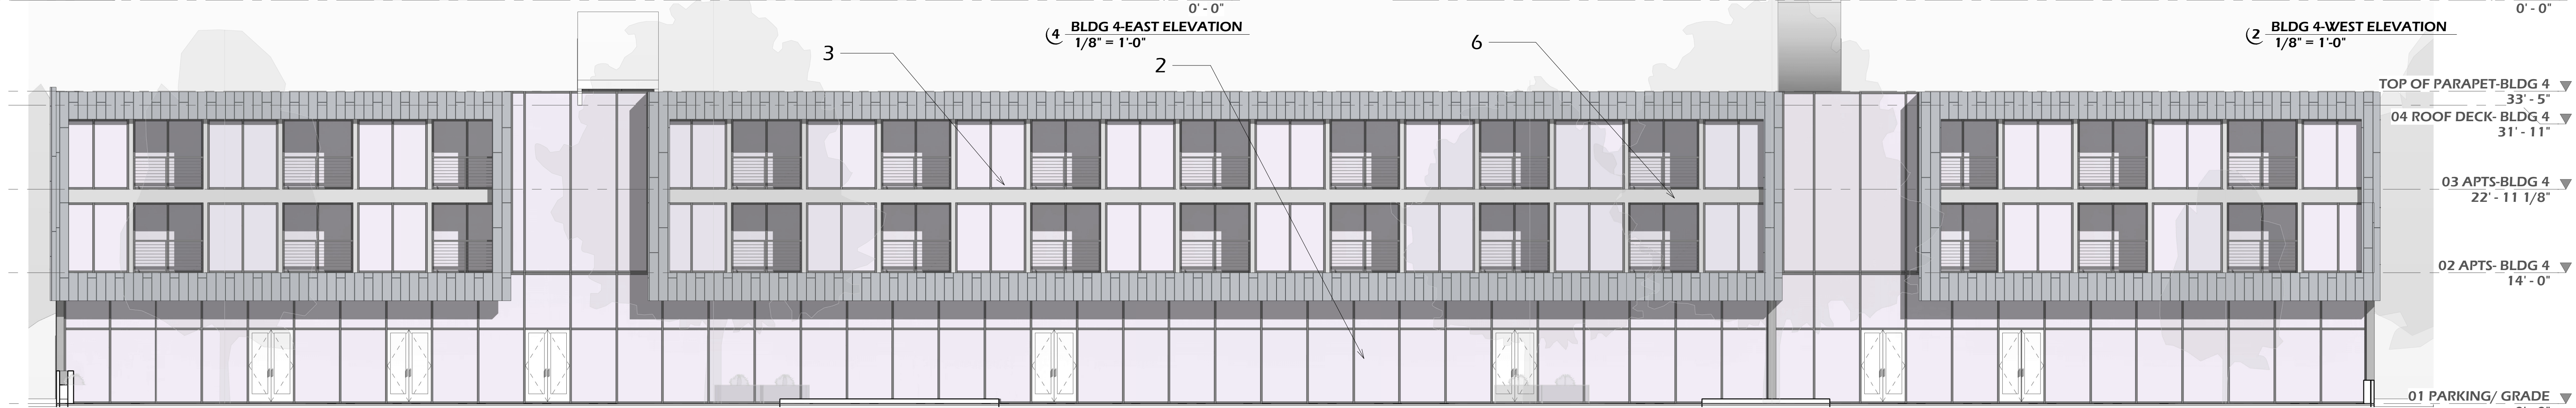 0' - 0"
0' - 0"
4 BLDG 4-EAST ELEVATION
1/8" = 1'-0"
2 BLDG 4-WEST ELEVATION
1/8" = 1'-0"
3
2
6
TOP OF PARAPET-BLDG 4
33' - 5"
04 ROOF DECK- BLDG 4
31' - 11"
03 APTS-BLDG 4
22' - 11 1/8"
02 APTS- BLDG 4
14' - 0"
01 PARKING/ GRADE